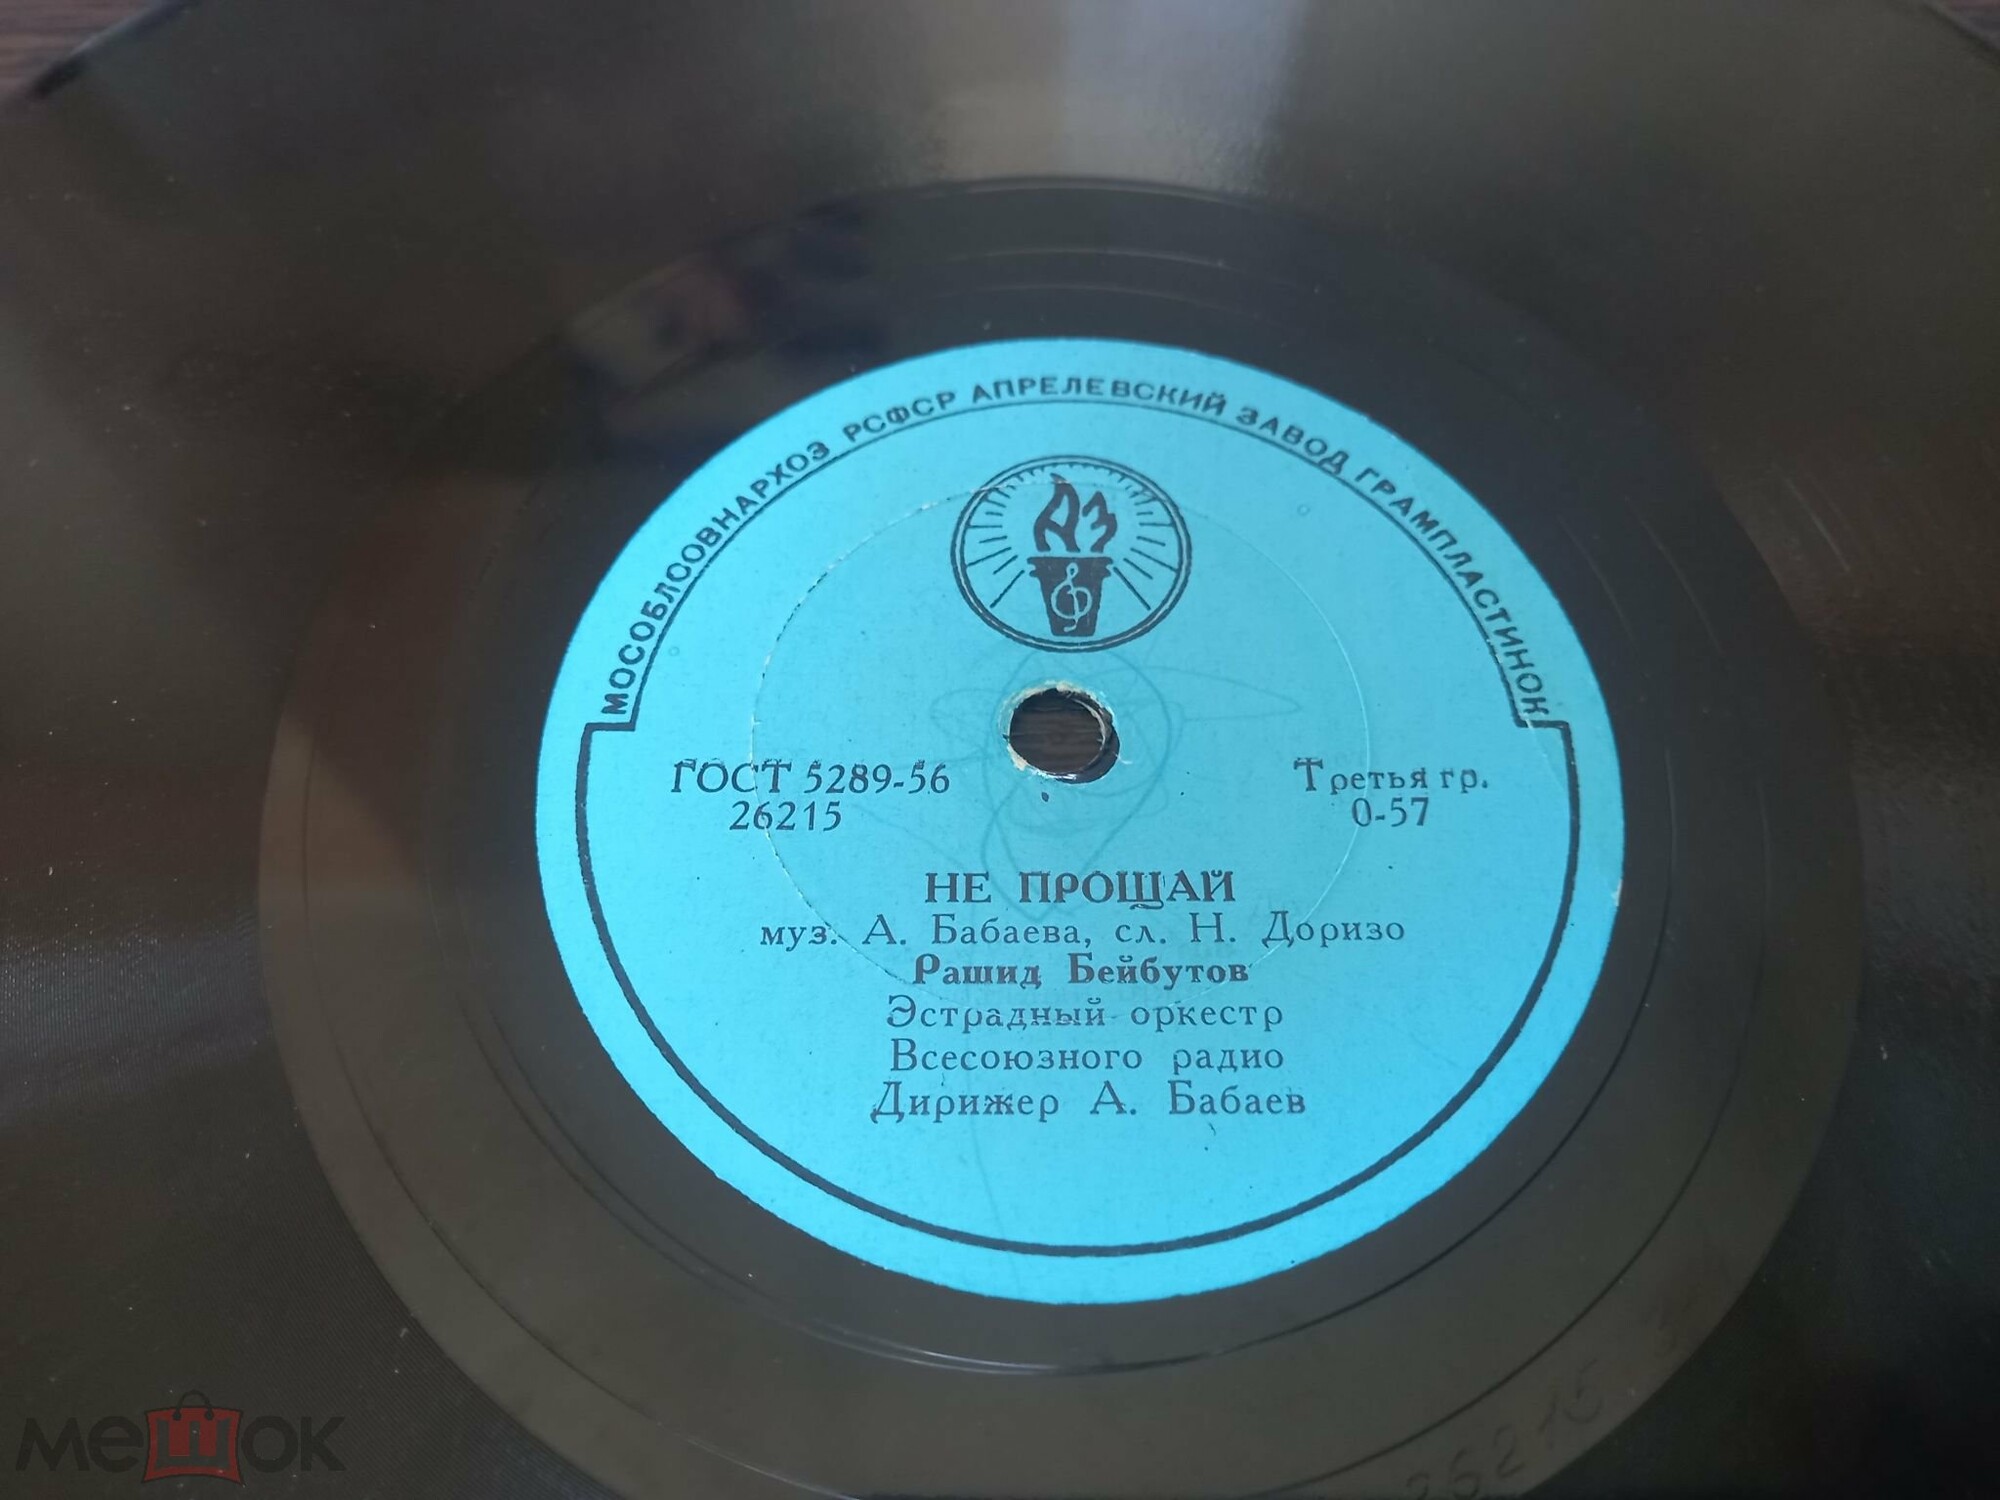 МОСОБЛСОВНАРХОЗ РСФСР АПРЕЛЕВСКИЙ ЗАВОД ГРАМПЛАСТИНОК
АЗ
ГОСТ 5289-56
26215
Третья гр.
0-57
НЕ ПРОЩАЙ
муз. А. Бабаева, сл. Н. Доризо
Рашид Бейбутов
Эстрадный оркестр
Всесоюзного радио
Дирижер А. Бабаев
26215
мешок